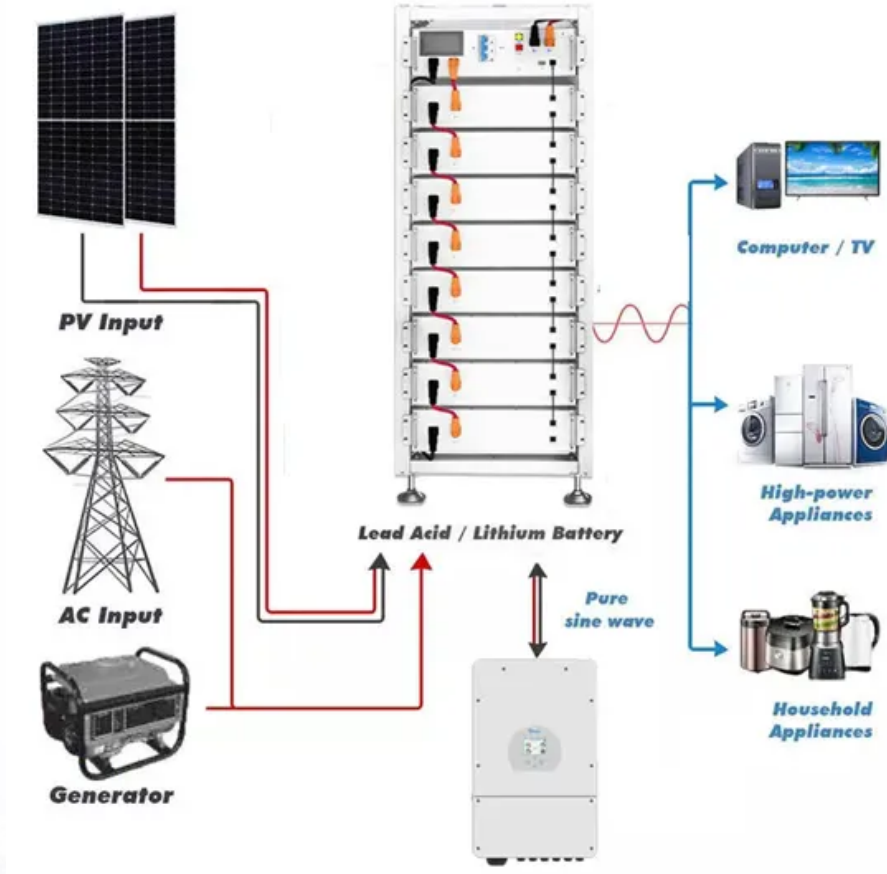 PV Input
Computer / TV
AC Input
High-power
Appliances
Lead Acid / Lithium Battery
Pure
sine wave
Generator
Household
Appliances